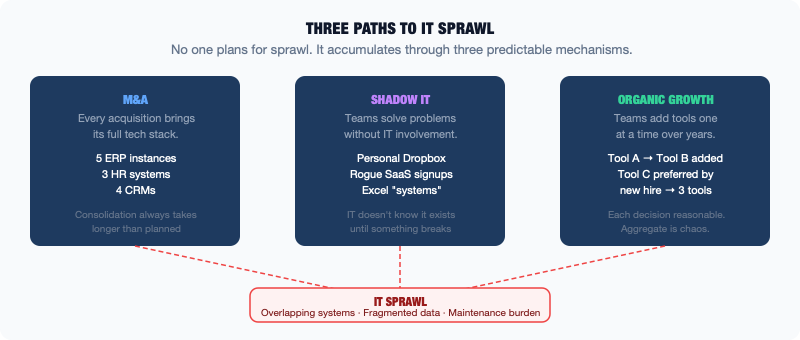 THREE PATHS TO IT SPRAWL
No one plans for sprawl. It accumulates through three predictable mechanisms.
M&A
Every acquisition brings
its full tech stack.
5 ERP instances
3 HR systems
4 CRMs
Consolidation always takes
longer than planned
SHADOW IT
Teams solve problems
without IT involvement.
Personal Dropbox
Rogue SaaS signups
Excel "systems"
IT doesn't know it exists
until something breaks
ORGANIC GROWTH
Teams add tools one
at a time over years.
Tool A → Tool B added
Tool C preferred by
new hire → 3 tools
Each decision reasonable.
Aggregate is chaos.
IT SPRAWL
Overlapping systems · Fragmented data · Maintenance burden